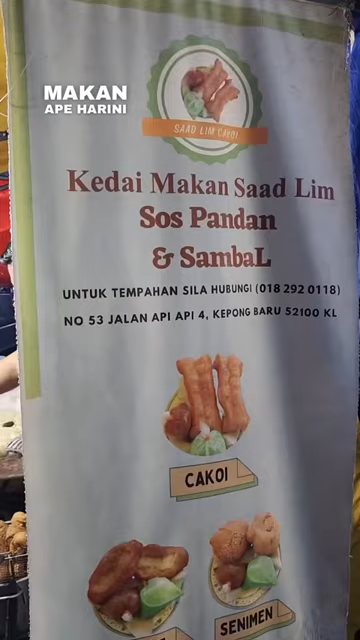 MAKAN
APE HARINI
SAAD LIM CAKOI
Kedai Makan Saad Lim
Sos Pandan
& SambaL
UNTUK TEMPAHAN SILA HUBUNGI (018 292 0118)
NO 53 JALAN API API 4, KEPONG BARU 52100 KL
CAKOI
SENIMEN